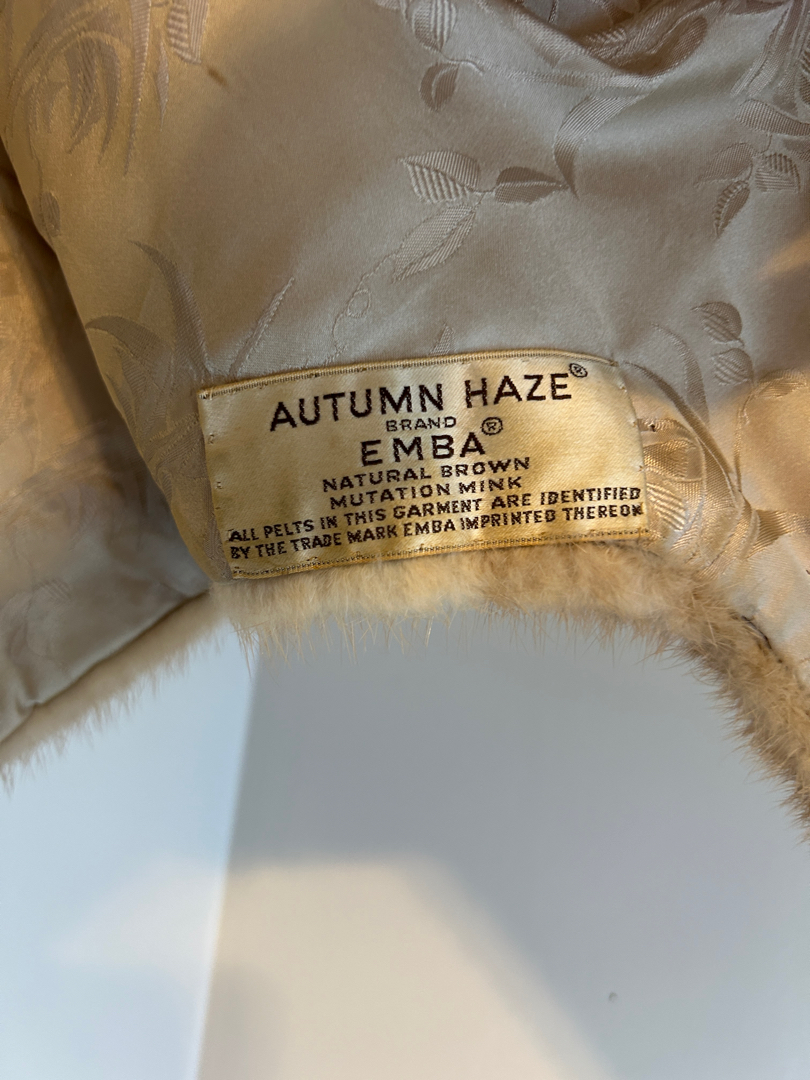 AUTUMN HAZE®
BRAND
EMBA®
NATURAL BROWN
MUTATION MINK
ALL PELTS IN THIS GARMENT ARE IDENTIFIED
BY THE TRADE MARK EMBA IMPRINTED THEREON